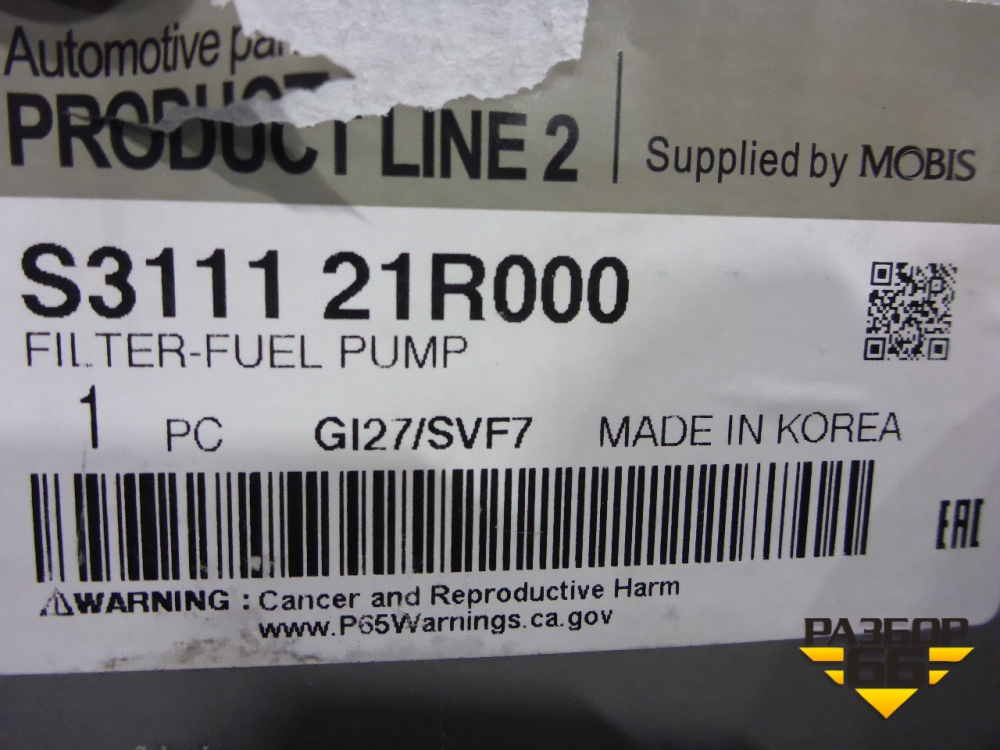 Automotive
PRODUCT LINE 2
Supplied by MOBIS
S3111 21R000
FILTER-FUEL PUMP
1 PC GI27/SVF7 MADE IN KOREA
EAC
WARNING : Cancer and Reproductive Harm
www.P65Warnings.ca.gov
РАЗБОР
66